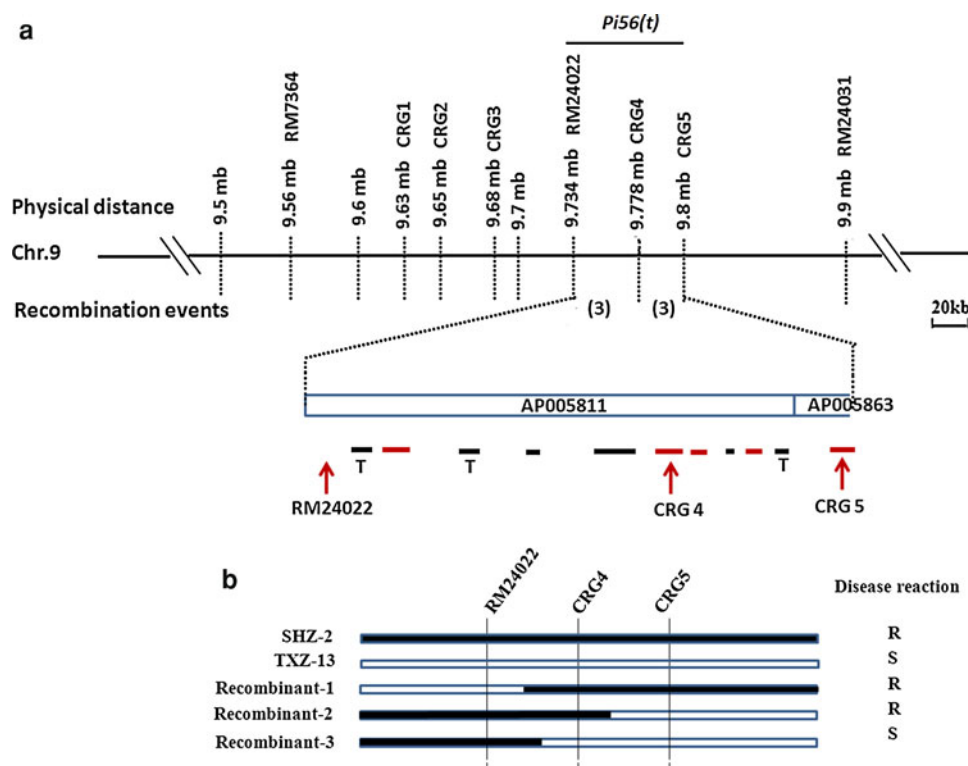 a
Pi56(t)
9.5 mb
9.56 mb RM7364
9.6 mb
9.63 mb CRG1
9.65 mb CRG2
9.68 mb CRG3
9.7 mb
9.734 mb RM24022
9.778 mb CRG4
9.8 mb CRG5
9.9 mb RM24031
Physical distance
Chr.9
Recombination events
(3) (3)
20kb
AP005811 AP005863
T T T
RM24022 CRG 4 CRG 5
b
RM24022 CRG4 CRG5 Disease reaction
SHZ-2 R
TXZ-13 S
Recombinant-1 R
Recombinant-2 R
Recombinant-3 S